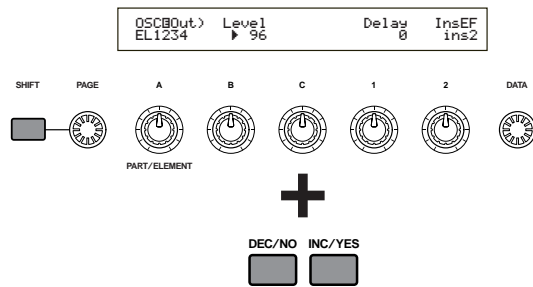 OSC Out) Level Delay InsEF
EL1234 ▶ 96 0 ins2
SHIFT PAGE A B C 1 2 DATA
PART/ELEMENT
DEC/NO INC/YES